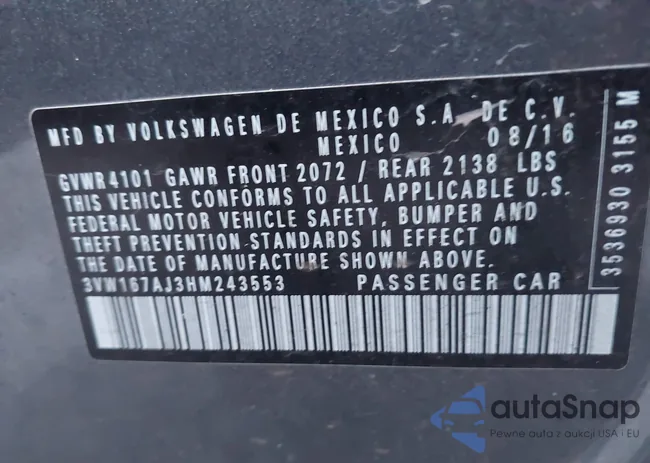 MFD BY VOLKSWAGEN DE MEXICO S.A. DE C.V.
MEXICO 08/16
GVWR4101 GAWR FRONT 2072 / REAR 2138 LBS
THIS VEHICLE CONFORMS TO ALL APPLICABLE U.S.
FEDERAL MOTOR VEHICLE SAFETY, BUMPER AND
THEFT PREVENTION STANDARDS IN EFFECT ON
THE DATE OF MANUFACTURE SHOWN ABOVE.
3VW167AJ3HM243553 PASSENGER CAR
3536930 3155 M
autaSnap
Pewne auta z aukcji USA i EU